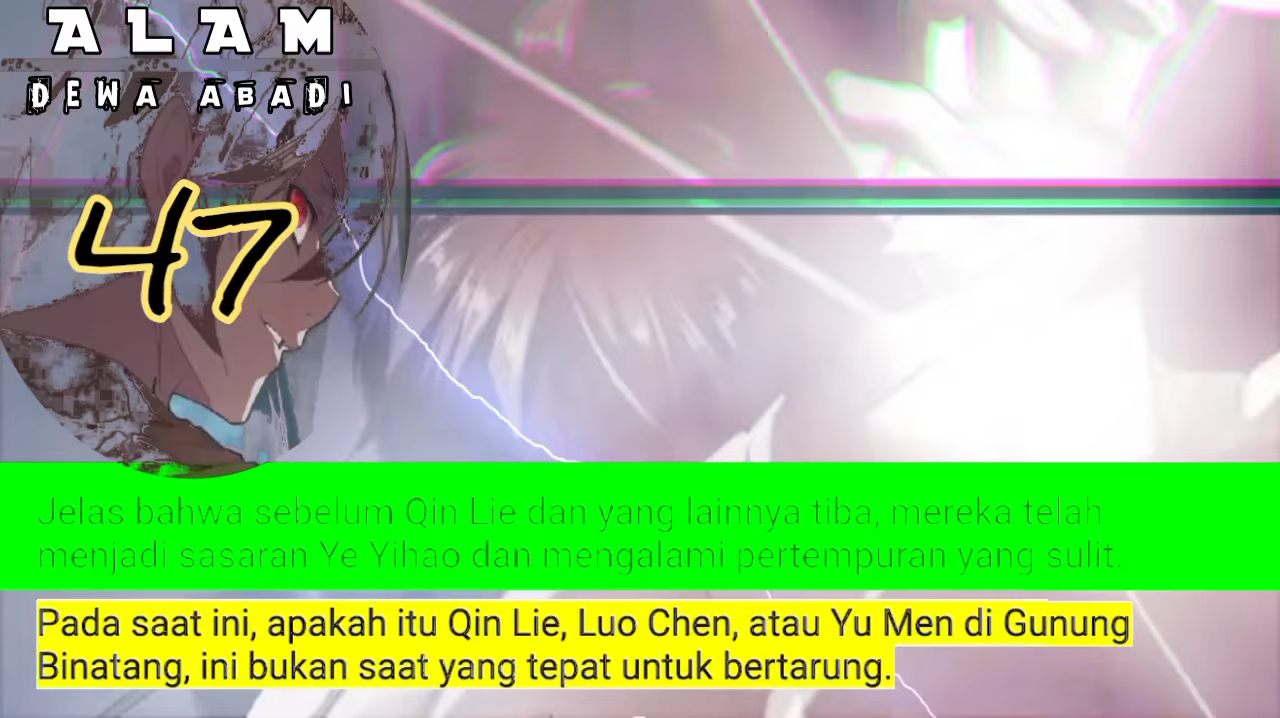 ALAM
DEWA ABADI
47
Jelas bahwa sebelum Qin Lie dan yang lainnya tiba, mereka telah
menjadi sasaran Ye Yihao dan mengalami pertempuran yang sulit.
Pada saat ini, apakah itu Qin Lie, Luo Chen, atau Yu Men di Gunung
Binatang, ini bukan saat yang tepat untuk bertarung.